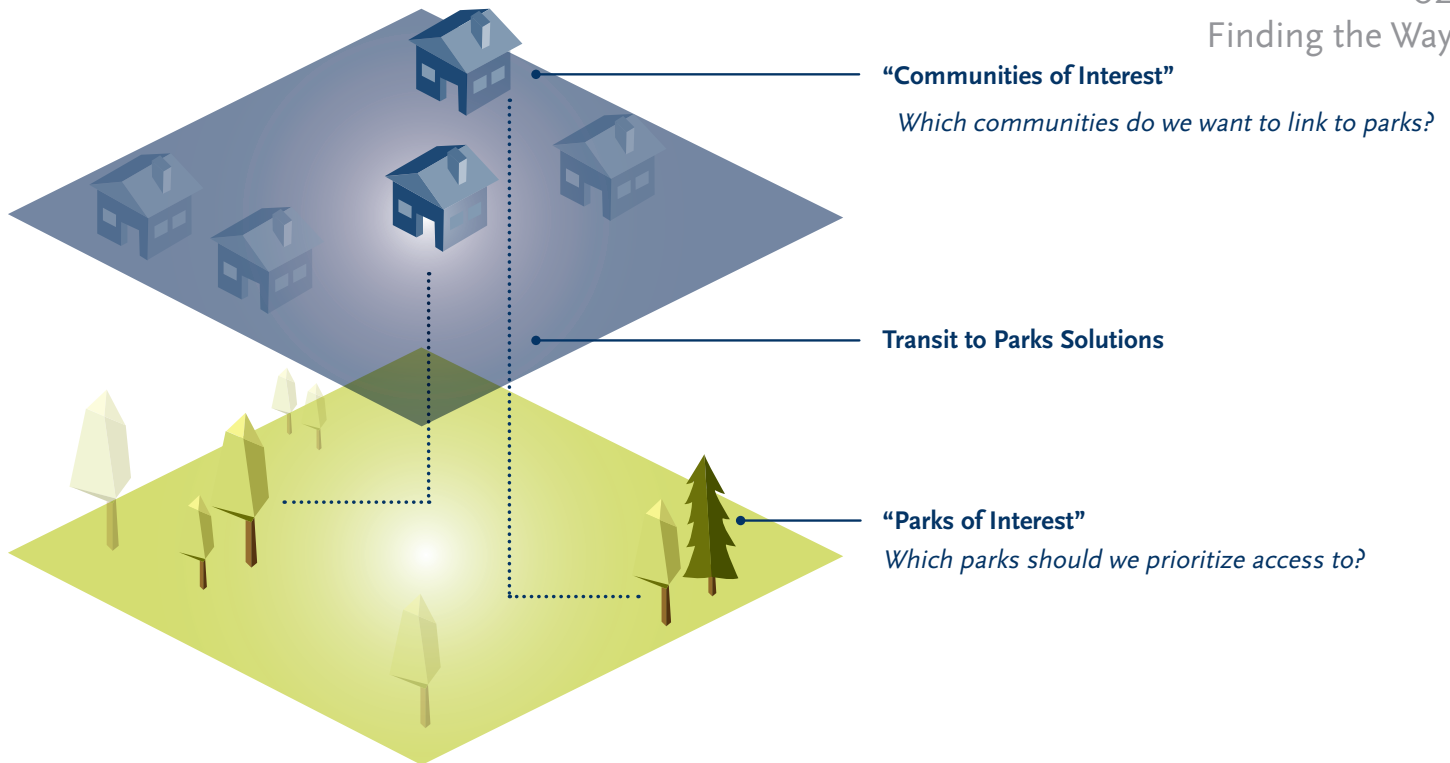 Finding the Way
“Communities of Interest”
Which communities do we want to link to parks?
Transit to Parks Solutions
“Parks of Interest”
Which parks should we prioritize access to?